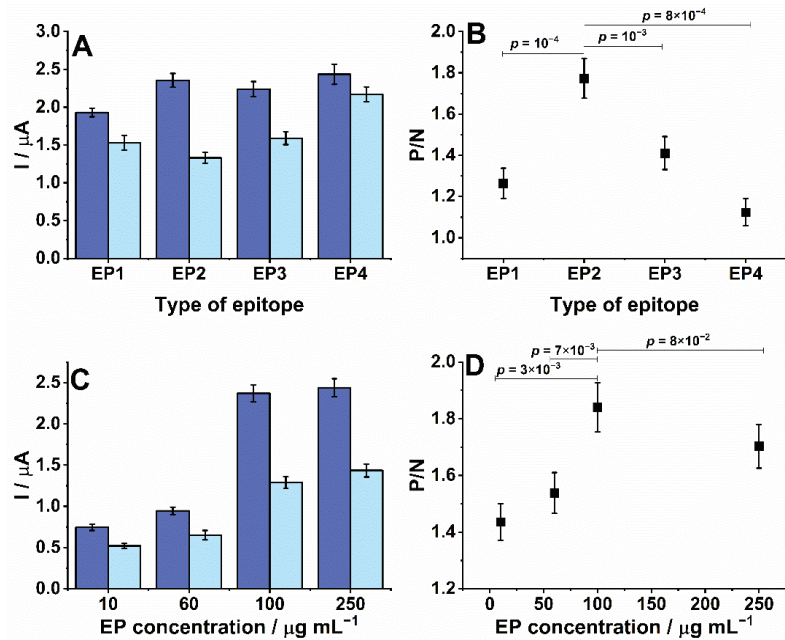 A
I / μA
3.0
2.5
2.0
1.5
1.0
0.5
0.0
EP1 EP2 EP3 EP4
Type of epitope
B
p = 8×10⁻⁴
p = 10⁻⁴ p = 10⁻³
P/N
2.0
1.8
1.6
1.4
1.2
1.0
EP1 EP2 EP3 EP4
Type of epitope
C
I / μA
2.5
2.0
1.5
1.0
0.5
0.0
10 60 100 250
EP concentration / μg mL⁻¹
D
p = 7×10⁻³ p = 8×10⁻²
p = 3×10⁻³
P/N
2.0
1.8
1.6
1.4
1.2
0 50 100 150 200 250
EP concentration / μg mL⁻¹